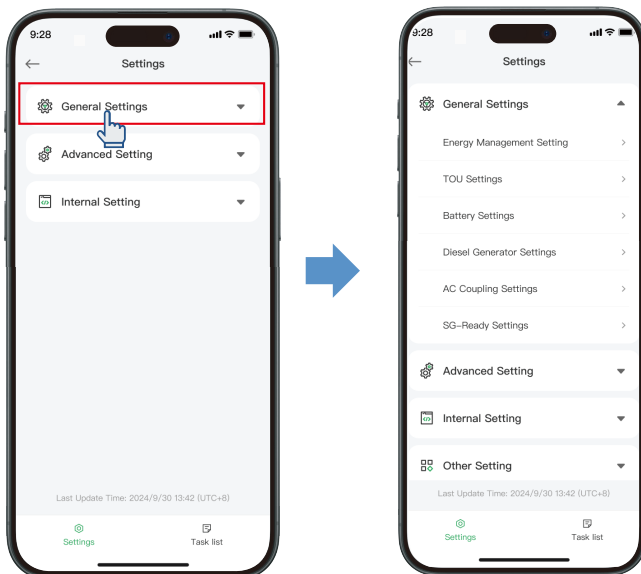 9:28
Settings
General Settings
Advanced Setting
Internal Setting
Last Update Time: 2024/9/30 13:42 (UTC+8)
Settings
Task list
9:28
Settings
General Settings
Energy Management Setting
TOU Settings
Battery Settings
Diesel Generator Settings
AC Coupling Settings
SG-Ready Settings
Advanced Setting
Internal Setting
Other Setting
Last Update Time: 2024/9/30 13:42 (UTC+8)
Settings
Task list